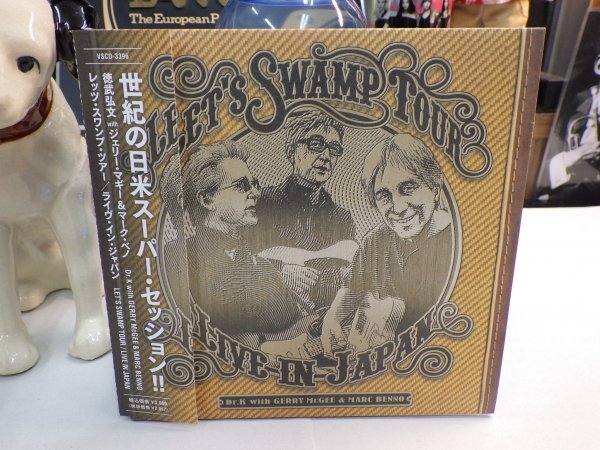 The European P
VSCD-3396
世紀の日米スーパー・セッション!!
徳武弘文 with ジェリー・マギー&マーク・ベノ
Dr.K with GERRY McGEE & MARC BENNO
レッツ・スワンプ・ツアー/ライヴ・イン・ジャパン
LET'S SWAMP TOUR / LIVE IN JAPAN
LET'S SWAMP TOUR
LIVE IN JAPAN
Dr.K with GERRY McGEE & MARC BENNO